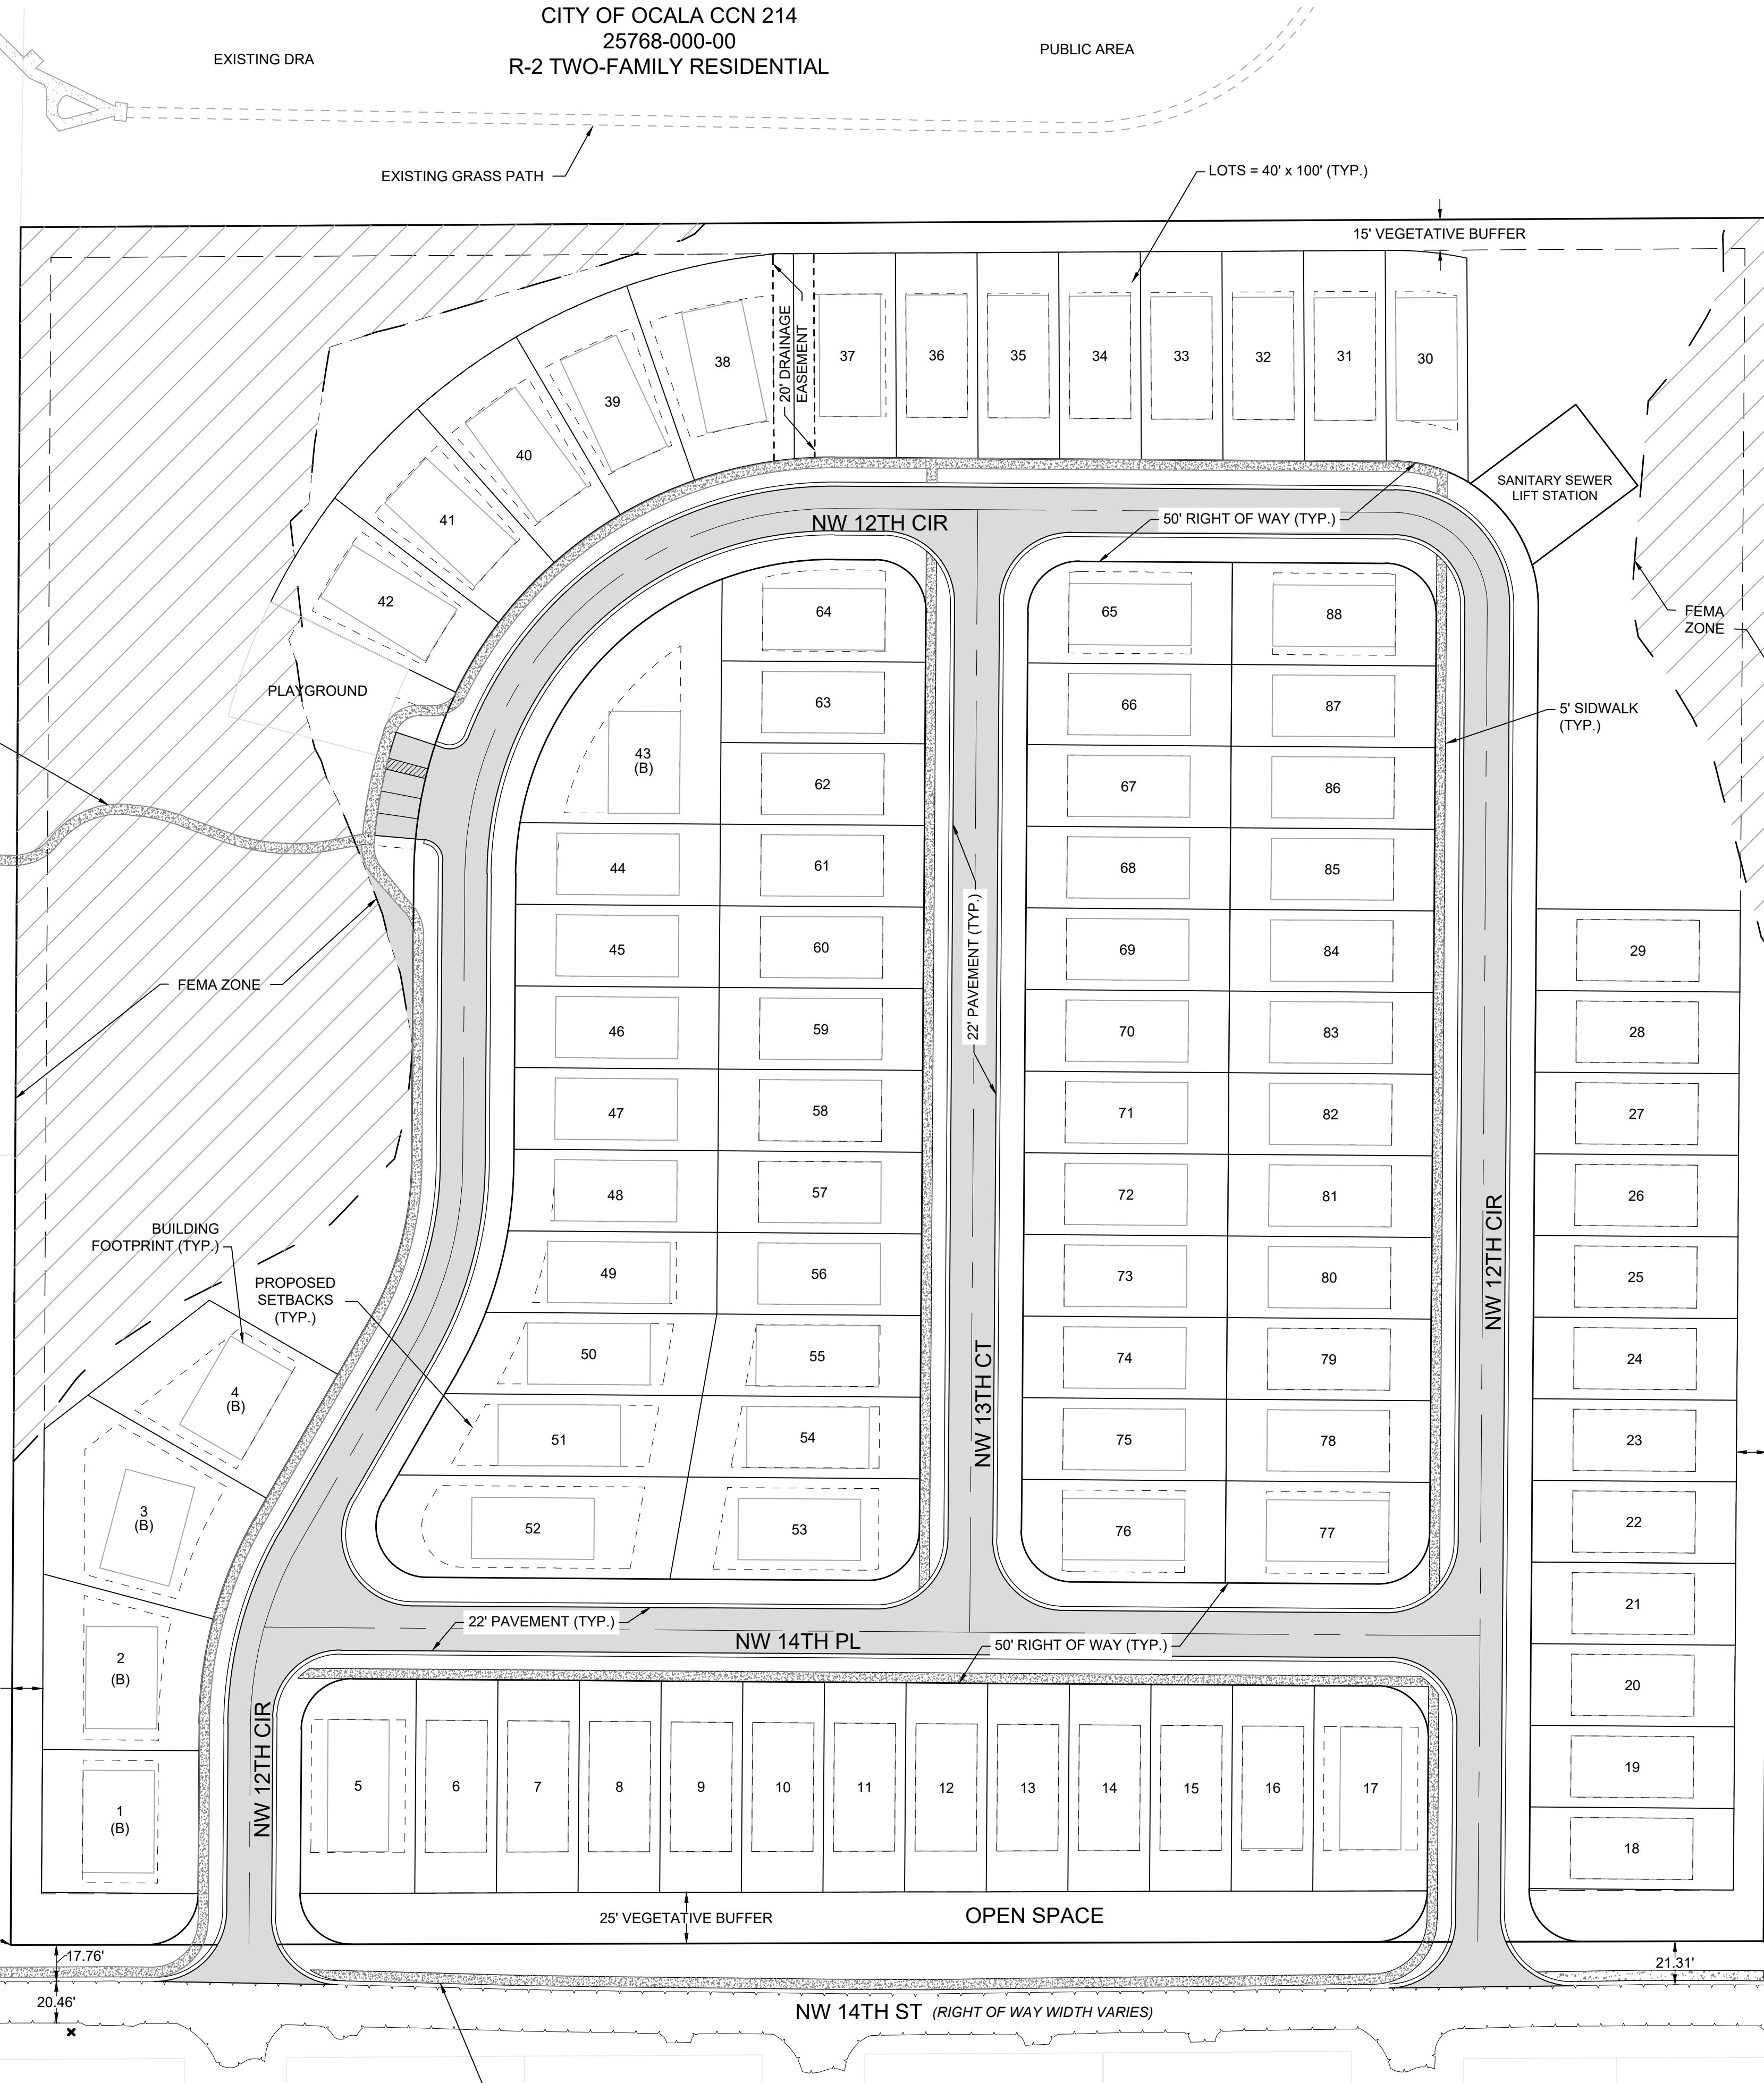 CITY OF OCALA CCN 214
25768-000-00
R-2 TWO-FAMILY RESIDENTIAL
EXISTING DRA
PUBLIC AREA
EXISTING GRASS PATH
LOTS = 40' x 100' (TYP.)
15' VEGETATIVE BUFFER
20' DRAINAGE
EASEMENT
38
37
36
35
34
33
32
31
30
39
40
41
42
SANITARY SEWER
LIFT STATION
NW 12TH CIR
50' RIGHT OF WAY (TYP.)
FEMA
ZONE
PLAYGROUND
5' SIDWALK
(TYP.)
64
65
88
63
66
87
43
(B)
62
67
86
44
61
68
85
22' PAVEMENT (TYP.)
45
60
69
84
29
FEMA ZONE
46
59
70
83
28
47
58
71
82
27
48
57
72
81
26
BUILDING
FOOTPRINT (TYP.)
NW 12TH CIR
49
56
73
80
25
PROPOSED
SETBACKS
(TYP.)
50
55
74
79
24
4
(B)
NW 13TH CT
51
54
75
78
23
3
(B)
52
53
76
77
22
21
22' PAVEMENT (TYP.)
NW 14TH PL
50' RIGHT OF WAY (TYP.)
2
(B)
20
NW 12TH CIR
1
(B)
5
6
7
8
9
10
11
12
13
14
15
16
17
19
18
25' VEGETATIVE BUFFER
OPEN SPACE
17.76'
21.31'
20.46'
NW 14TH ST (RIGHT OF WAY WIDTH VARIES)